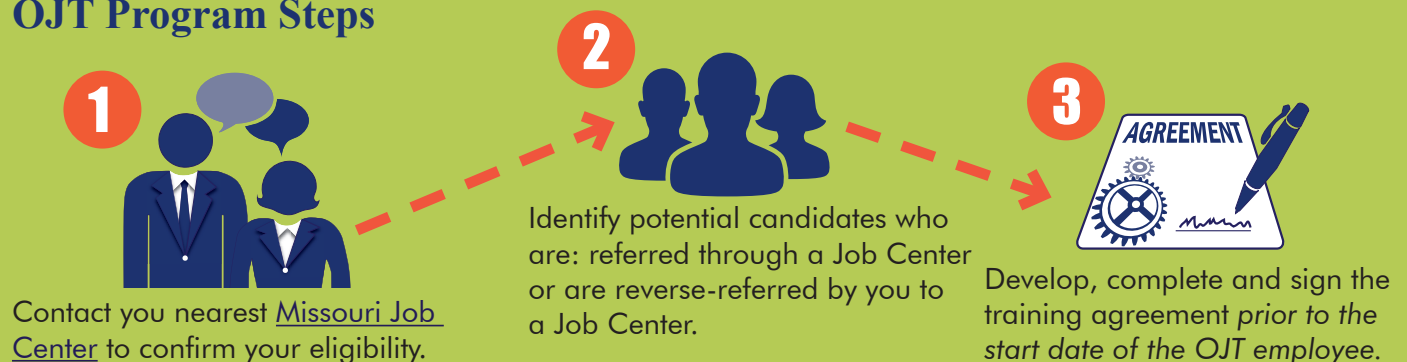 OJT Program Steps
1
Contact you nearest Missouri Job
Center to confirm your eligibility.
2
Identify potential candidates who
are: referred through a Job Center
or are reverse-referred by you to
a Job Center.
3
AGREEMENT
Develop, complete and sign the
training agreement prior to the
start date of the OJT employee.